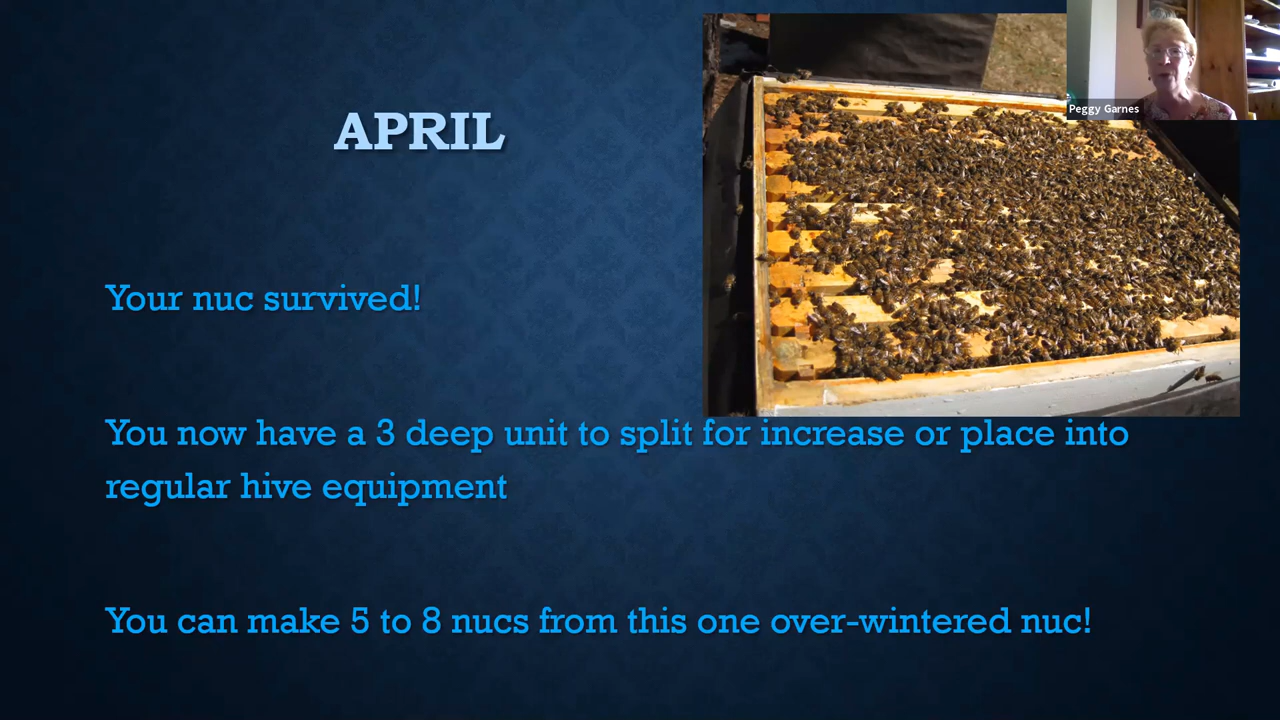 APRIL
Peggy Garnes
Your nuc survived!
You now have a 3 deep unit to split for increase or place into
regular hive equipment
You can make 5 to 8 nucs from this one over-wintered nuc!